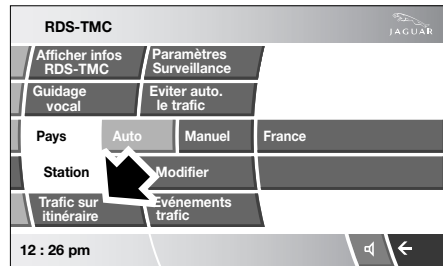 RDS-TMC
JAGUAR
Afficher infos
RDS-TMC
Paramètres
Surveillance
Guidage
vocal
Eviter auto.
le trafic
Pays
Auto
Manuel
France
Station
Modifier
Trafic sur
itinéraire
Evénements
trafic
12 : 26 pm